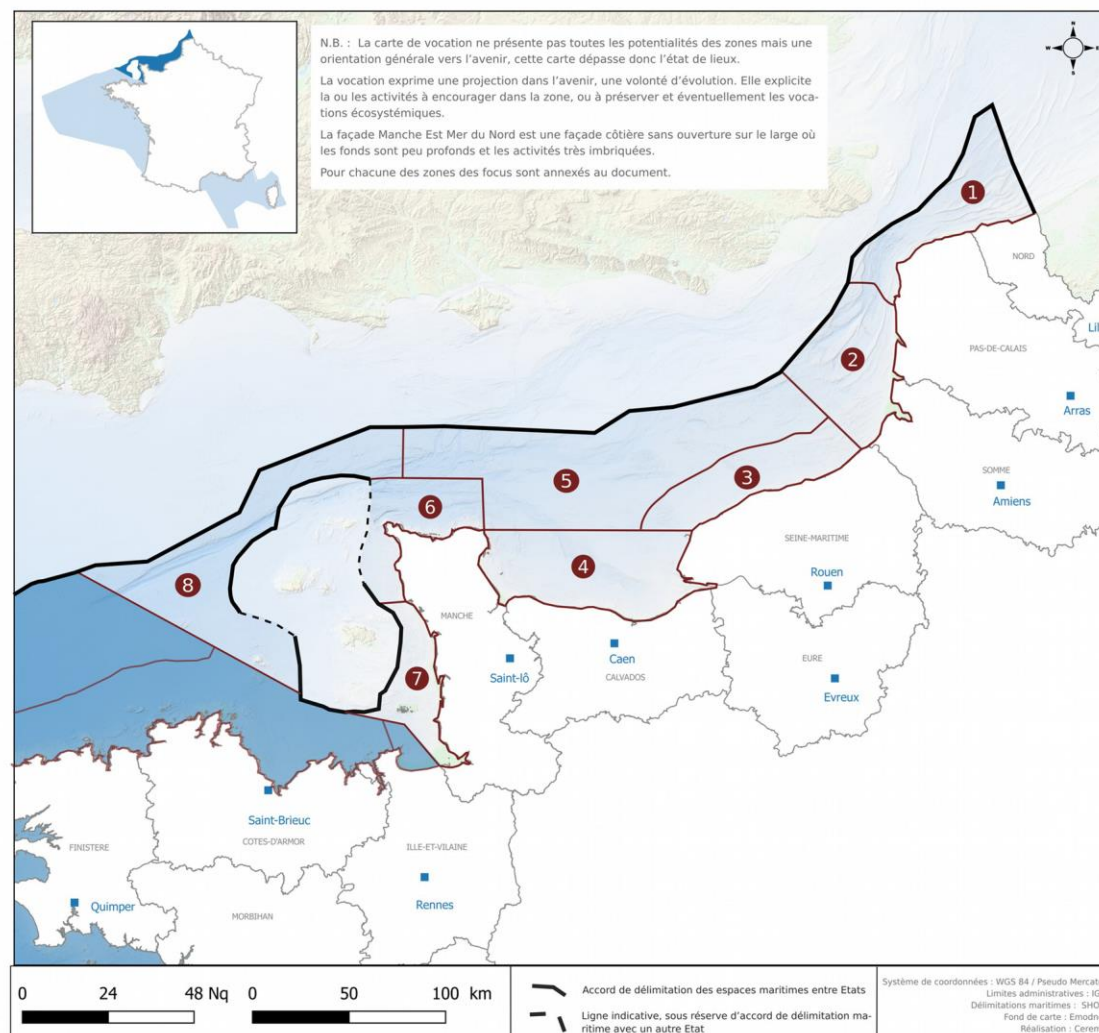 N.B. : La carte de vocation ne présente pas toutes les potentialités des zones mais une
orientation générale vers l'avenir, cette carte dépasse donc l'état de lieux.
La vocation exprime une projection dans l'avenir, une volonté d'évolution. Elle explicite
la ou les activités à encourager dans la zone, ou à préserver et éventuellement les voca-
tions écosystémiques.
La façade Manche Est Mer du Nord est une façade côtière sans ouverture sur le large où
les fonds sont peu profonds et les activités très imbriquées.
Pour chacune des zones des focus sont annexés au document.
N
W E
S
1
NORD
Lil
PAS-DE-CALAIS
2
Arras
SOMME
Amiens
3
5
6
SEINE-MARITIME
4
Rouen
8
MANCHE
Caen
CALVADOS
Saint-lô
EURE
Evreux
7
Saint-Brieuc
COTES-D'ARMOR
FINISTERE
ILLE-ET-VILAINE
Rennes
Quimper
MORBIHAN
0 24 48 Nq
0 50 100 km
Accord de délimitation des espaces maritimes entre Etats
Ligne indicative, sous réserve d'accord de délimitation ma-
ritime avec un autre Etat
Système de coordonnées : WGS 84 / Pseudo Mercat
Limites administratives : IG
Délimitations maritimes : SHO
Fond de carte : Emodn
Réalisation : Cerem